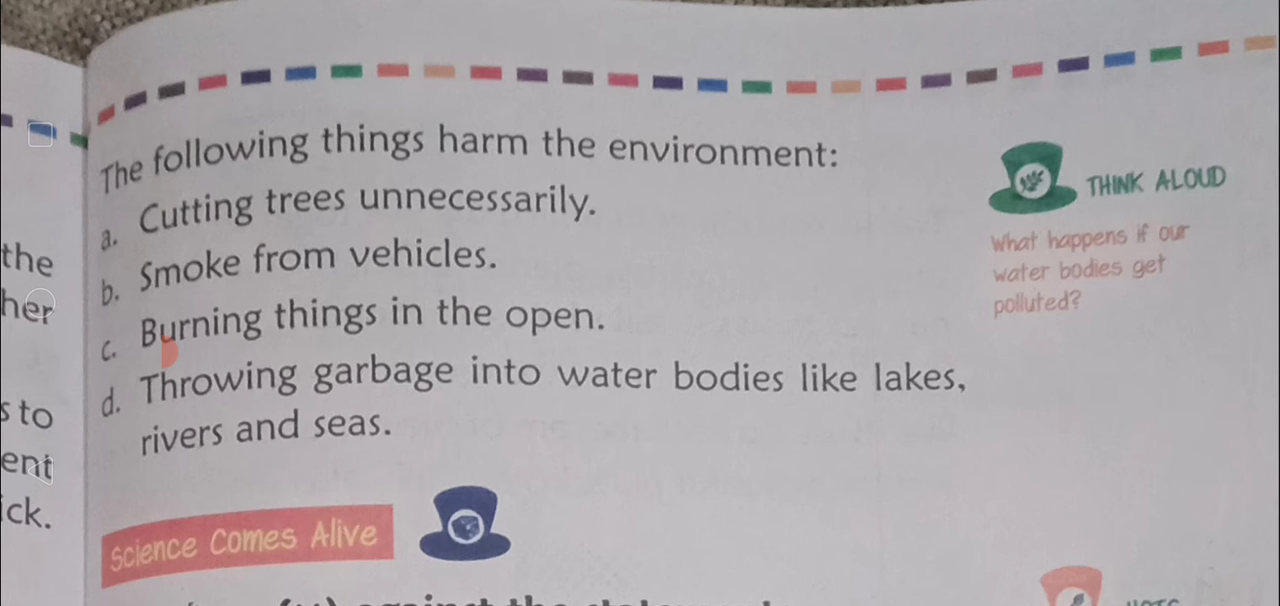 The following things harm the environment:
a. Cutting trees unnecessarily.
b. Smoke from vehicles.
c. Burning things in the open.
d. Throwing garbage into water bodies like lakes,
rivers and seas.
THINK ALOUD
What happens if our
water bodies get
polluted?
Science Comes Alive
the
her
s to
ent
ick.